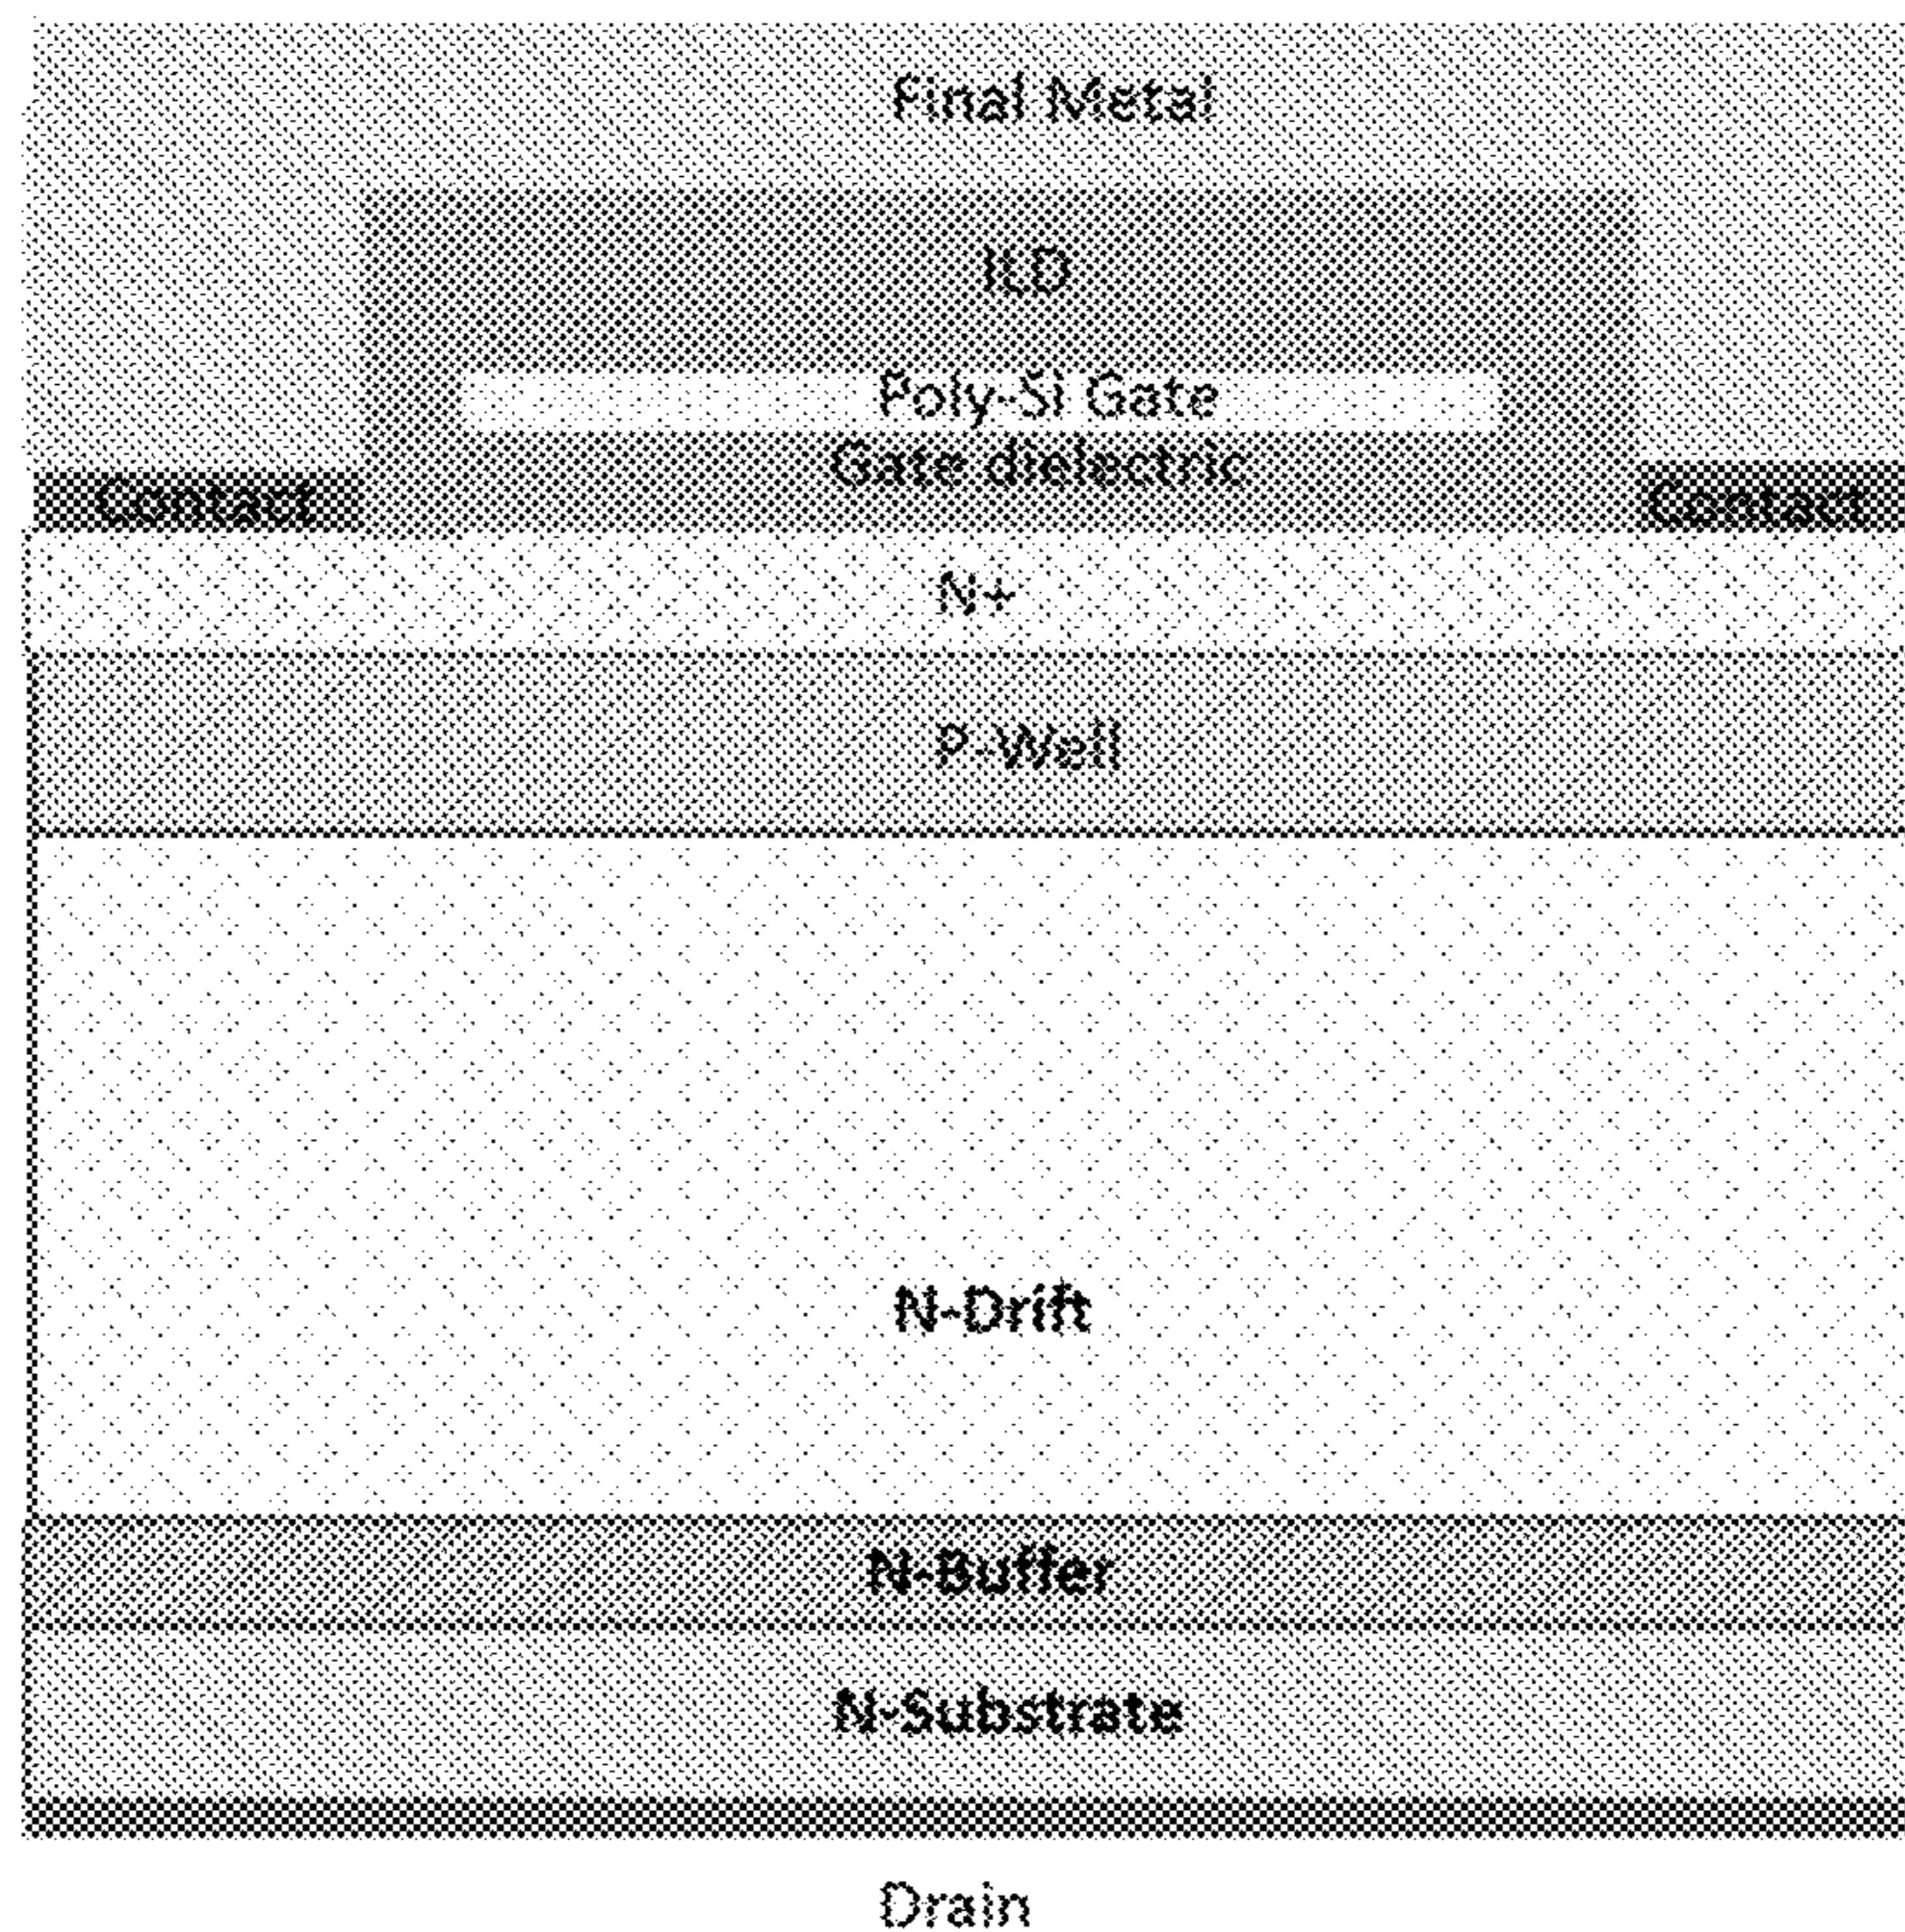 Final Metal
ILD
Poly-Si Gate
Gate dielectric
Contact
Contact
N+
P-Well
N-Drift
N-Buffer
N-Substrate
Drain